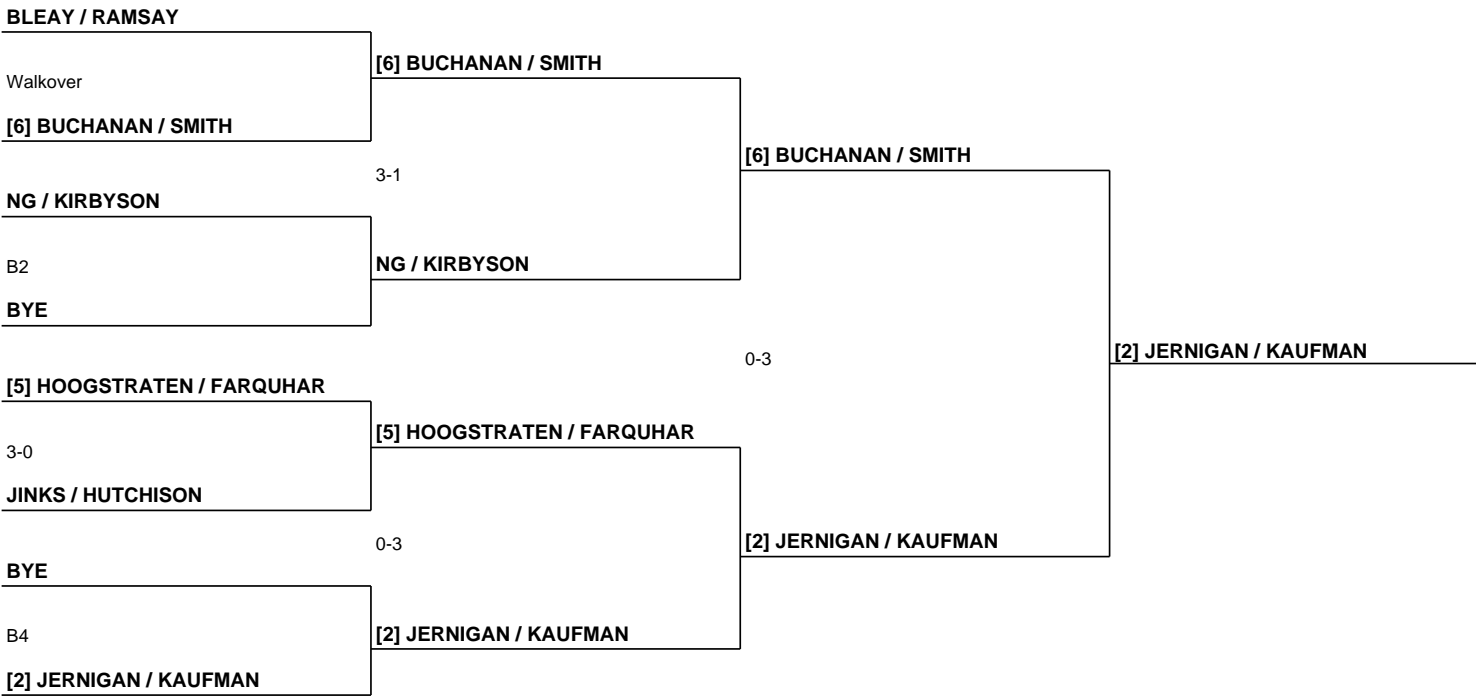 BLEAY / RAMSAY
Walkover
[6] BUCHANAN / SMITH
NG / KIRBYSON
B2
BYE
[5] HOOGSTRATEN / FARQUHAR
3-0
JINKS / HUTCHISON
BYE
B4
[2] JERNIGAN / KAUFMAN
[6] BUCHANAN / SMITH
3-1
NG / KIRBYSON
[5] HOOGSTRATEN / FARQUHAR
0-3
[2] JERNIGAN / KAUFMAN
[6] BUCHANAN / SMITH
0-3
[2] JERNIGAN / KAUFMAN
[2] JERNIGAN / KAUFMAN